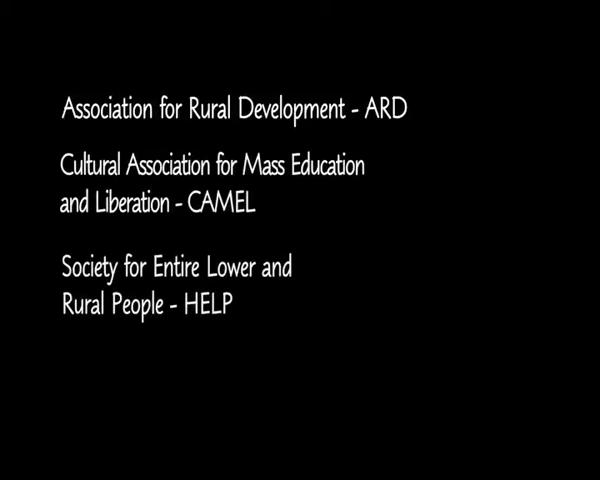 Association for Rural Development - ARD
Cultural Association for Mass Education
and Liberation - CAMEL
Society for Entire Lower and
Rural People - HELP